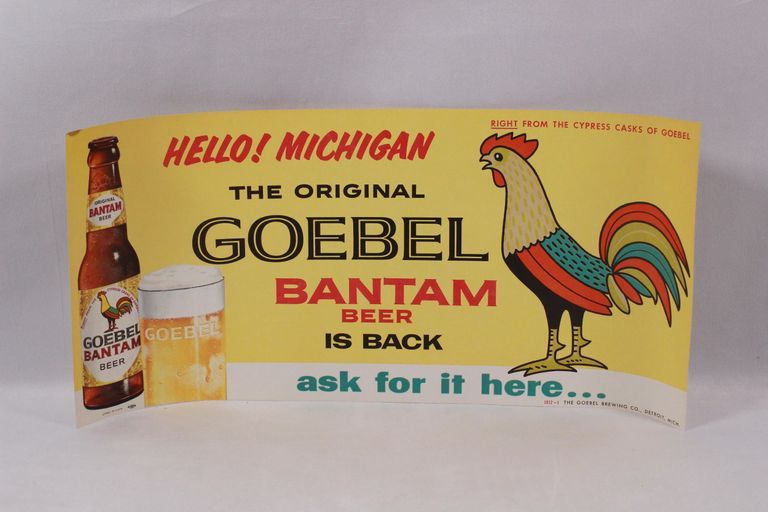 HELLO! MICHIGAN
RIGHT FROM THE CYPRESS CASKS OF GOEBEL
THE ORIGINAL
GOEBEL
BANTAM
BEER
IS BACK
ask for it here...
ORIGINAL
BANTAM
BEER
GOEBEL
BANTAM
BEER
GOEBEL
THE GOEBEL BREWING CO., DETROIT, MICH.